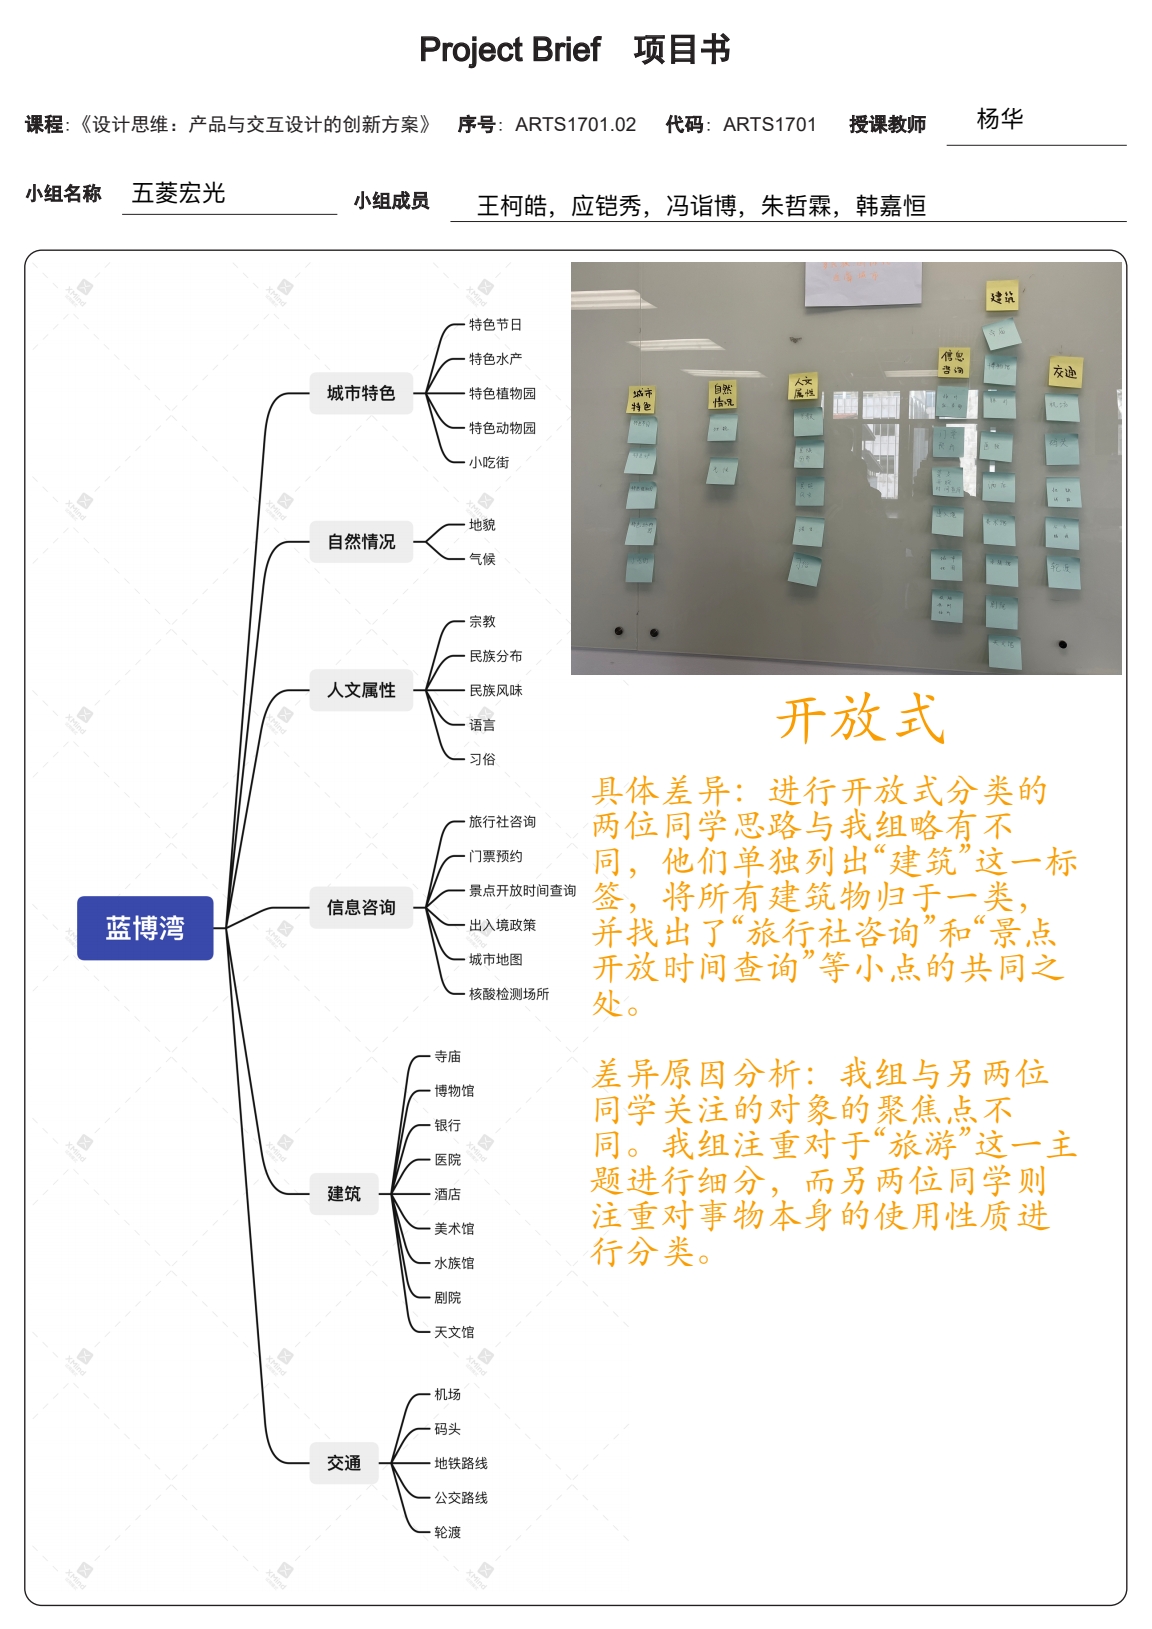 Project Brief 项目书
课程：《设计思维：产品与交互设计的创新方案》 序号：ARTS1701.02 代码：ARTS1701 授课教师 杨华
小组名称 五菱宏光 小组成员 王柯皓，应铠秀，冯诣博，朱哲霖，韩嘉恒
蓝博湾
城市特色
特色节日
特色水产
特色植物园
特色动物园
小吃街
自然情况
地貌
气候
人文属性
宗教
民族分布
民族风味
语言
习俗
信息咨询
旅行社咨询
门票预约
景点开放时间查询
出入境政策
城市地图
核酸检测场所
建筑
寺庙
博物馆
银行
医院
酒店
美术馆
水族馆
剧院
天文馆
交通
机场
码头
地铁路线
公交路线
轮渡
城市
特色
自然
情况
人文
属性
信息
咨询
建筑
交通
开放式
具体差异：进行开放式分类的
两位同学思路与我组略有不
同，他们单独列出“建筑”这一标
签，将所有建筑物归于一类，
并找出了“旅行社咨询”和“景点
开放时间查询”等小点的共同之
处。
差异原因分析：我组与另两位
同学关注的对象的聚焦点不
同。我组注重对于“旅游”这一主
题进行细分，而另两位同学则
注重对事物本身的使用性质进
行分类。
XMind